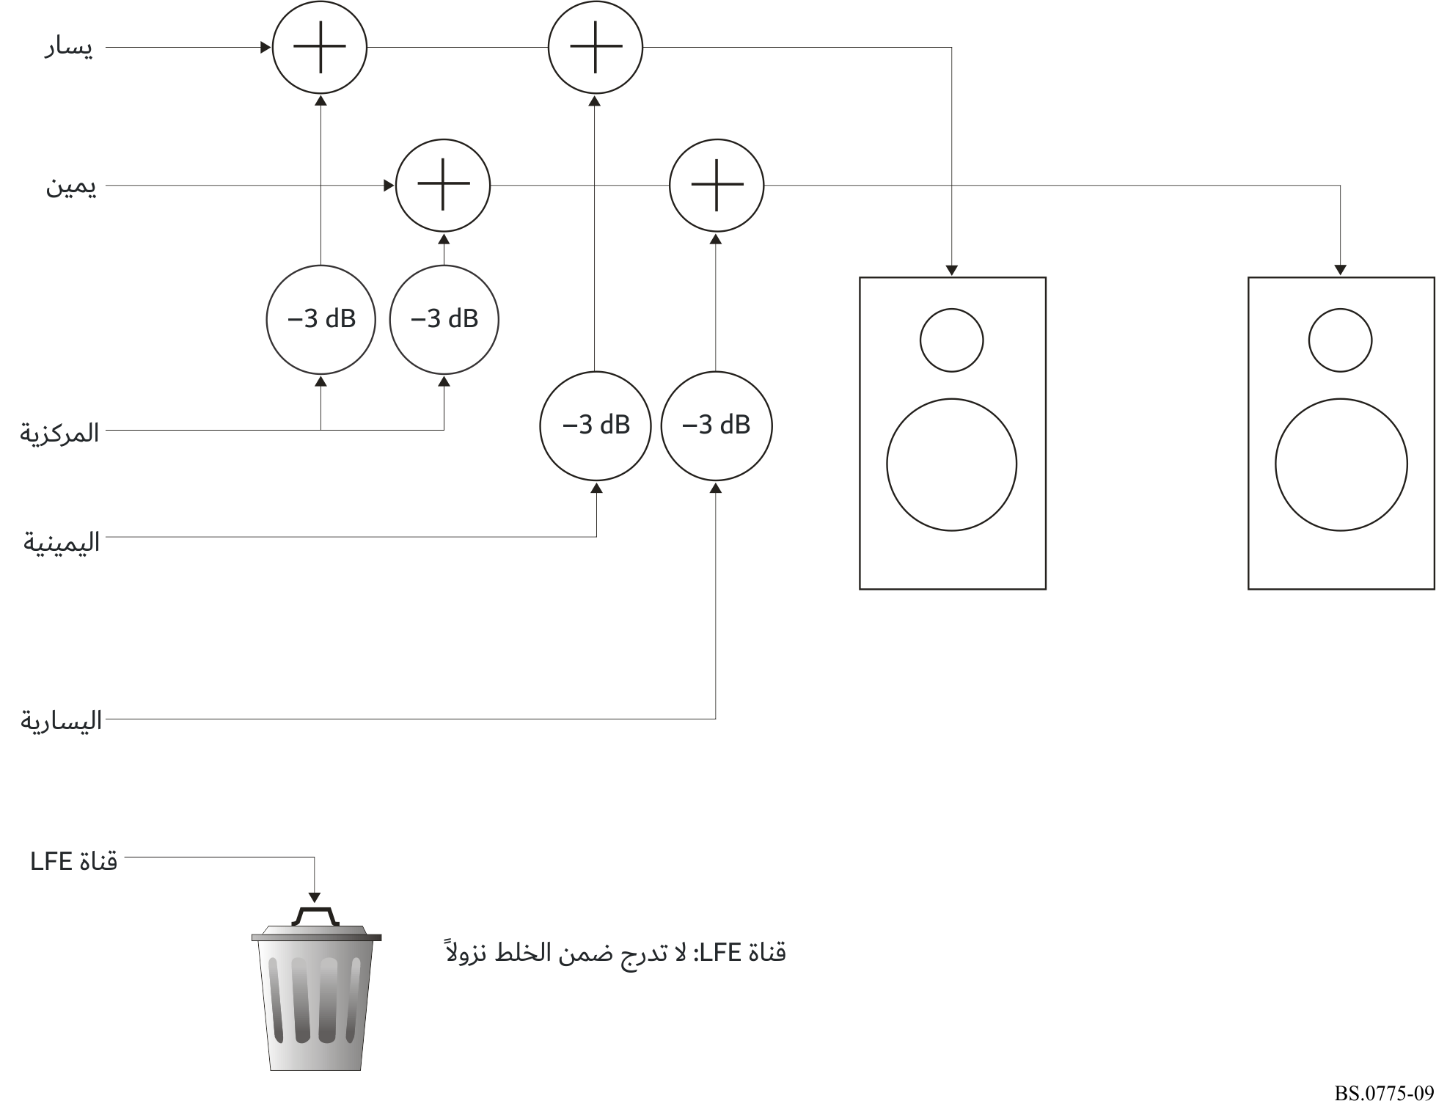 يسار
يمين
–3 dB
–3 dB
–3 dB
–3 dB
المركزية
اليمينية
اليسارية
قناة LFE
قناة LFE: لا تدرج ضمن الخلط نزولاً
BS.0775-09